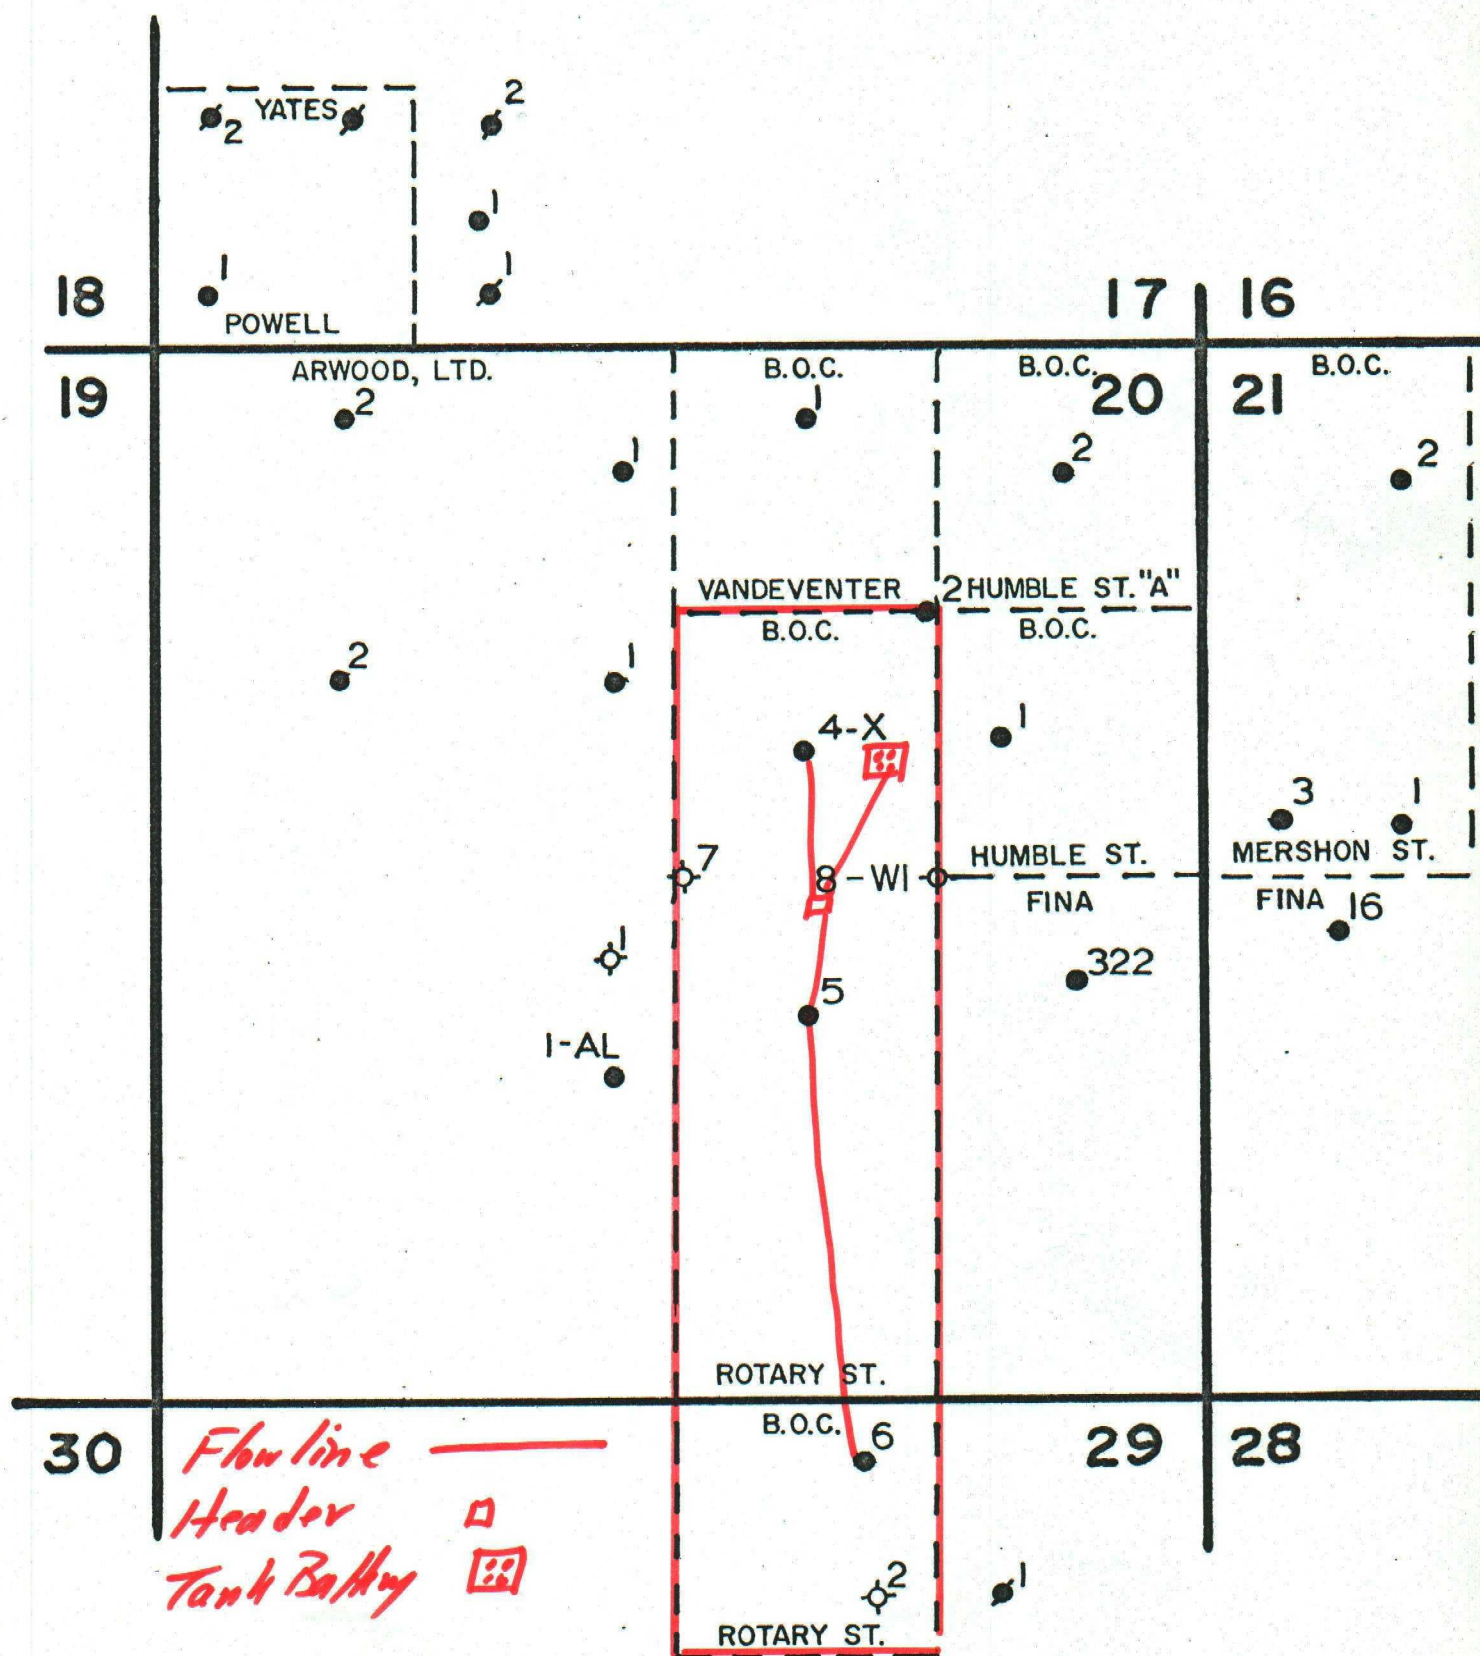 2
YATES
2
1
1
1
18
17
16
POWELL
19
ARWOOD, LTD.
B.O.C.
B.O.C.
20
21
B.O.C.
2
1
1
2
2
VANDEVENTER
2
HUMBLE ST. "A"
B.O.C.
B.O.C.
2
1
4-X
1
3
1
7
8-WI
HUMBLE ST.
MERSHON ST.
FINA
FINA
16
1
322
5
1-AL
ROTARY ST.
B.O.C.
6
30
29
28
Flow line
Header
Tank Battery
2
1
ROTARY ST.